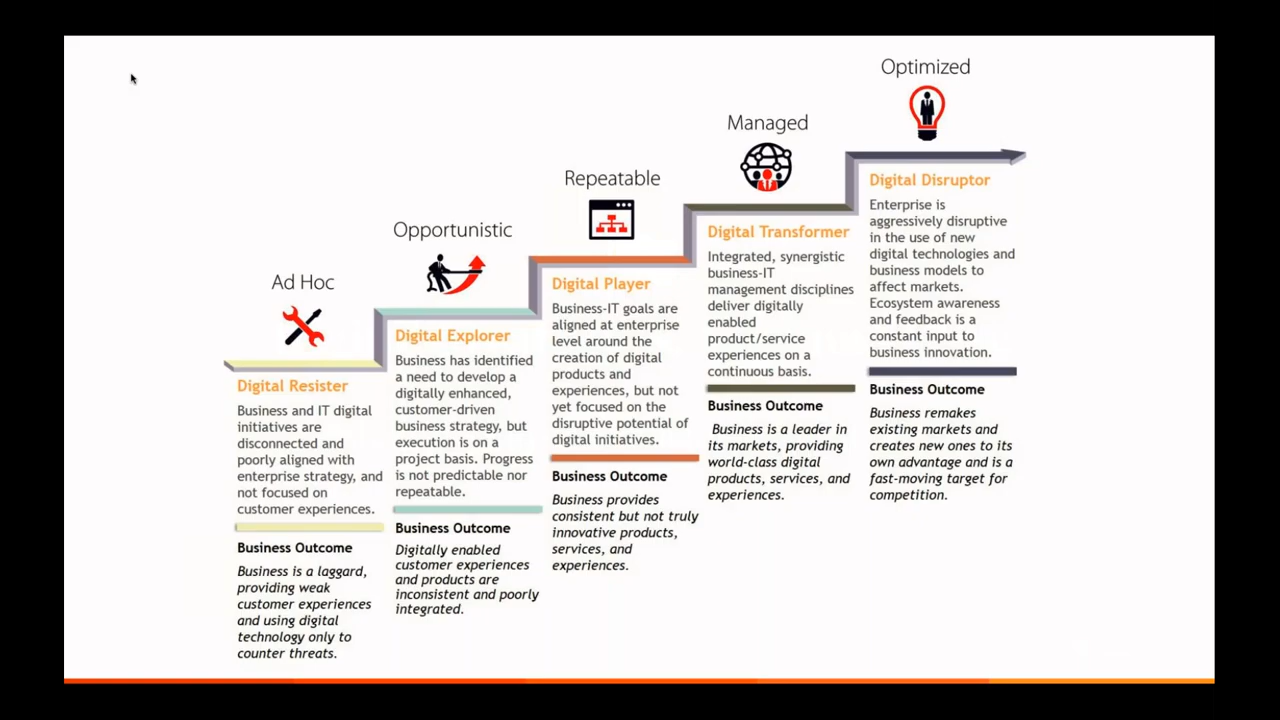 Ad Hoc
Digital Resister
Business and IT digital
initiatives are
disconnected and
poorly aligned with
enterprise strategy, and
not focused on
customer experiences.
Business Outcome
Business is a laggard,
providing weak
customer experiences
and using digital
technology only to
counter threats.
Opportunistic
Digital Explorer
Business has identified
a need to develop a
digitally enhanced,
customer-driven
business strategy, but
execution is on a
project basis. Progress
is not predictable nor
repeatable.
Business Outcome
Digitally enabled
customer experiences
and products are
inconsistent and poorly
integrated.
Repeatable
Digital Player
Business-IT goals are
aligned at enterprise
level around the
creation of digital
products and
experiences, but not
yet focused on the
disruptive potential of
digital initiatives.
Business Outcome
Business provides
consistent but not truly
innovative products,
services, and
experiences.
Managed
Digital Transformer
Integrated, synergistic
business-IT
management disciplines
deliver digitally
enabled
product/service
experiences on a
continuous basis.
Business Outcome
Business is a leader in
its markets, providing
world-class digital
products, services, and
experiences.
Optimized
Digital Disruptor
Enterprise is
aggressively disruptive
in the use of new
digital technologies and
business models to
affect markets.
Ecosystem awareness
and feedback is a
constant input to
business innovation.
Business Outcome
Business remakes
existing markets and
creates new ones to its
own advantage and is a
fast-moving target for
competition.